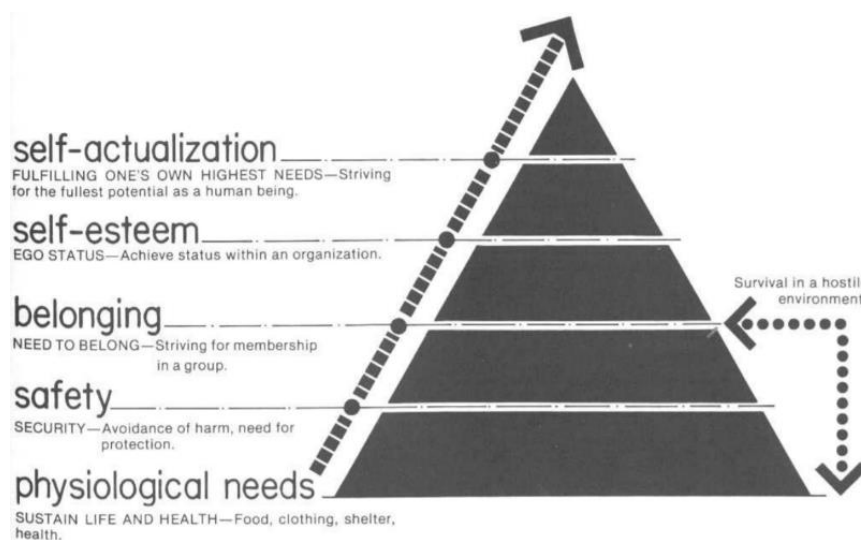 self-actualization
FULFILLING ONE'S OWN HIGHEST NEEDS—Striving
for the fullest potential as a human being.
self-esteem
EGO STATUS—Achieve status within an organization.
belonging
NEED TO BELONG—Striving for membership
in a group.
safety
SECURITY—Avoidance of harm, need for
protection.
physiological needs
SUSTAIN LIFE AND HEALTH—Food, clothing, shelter,
health.
Survival in a hostil
environment